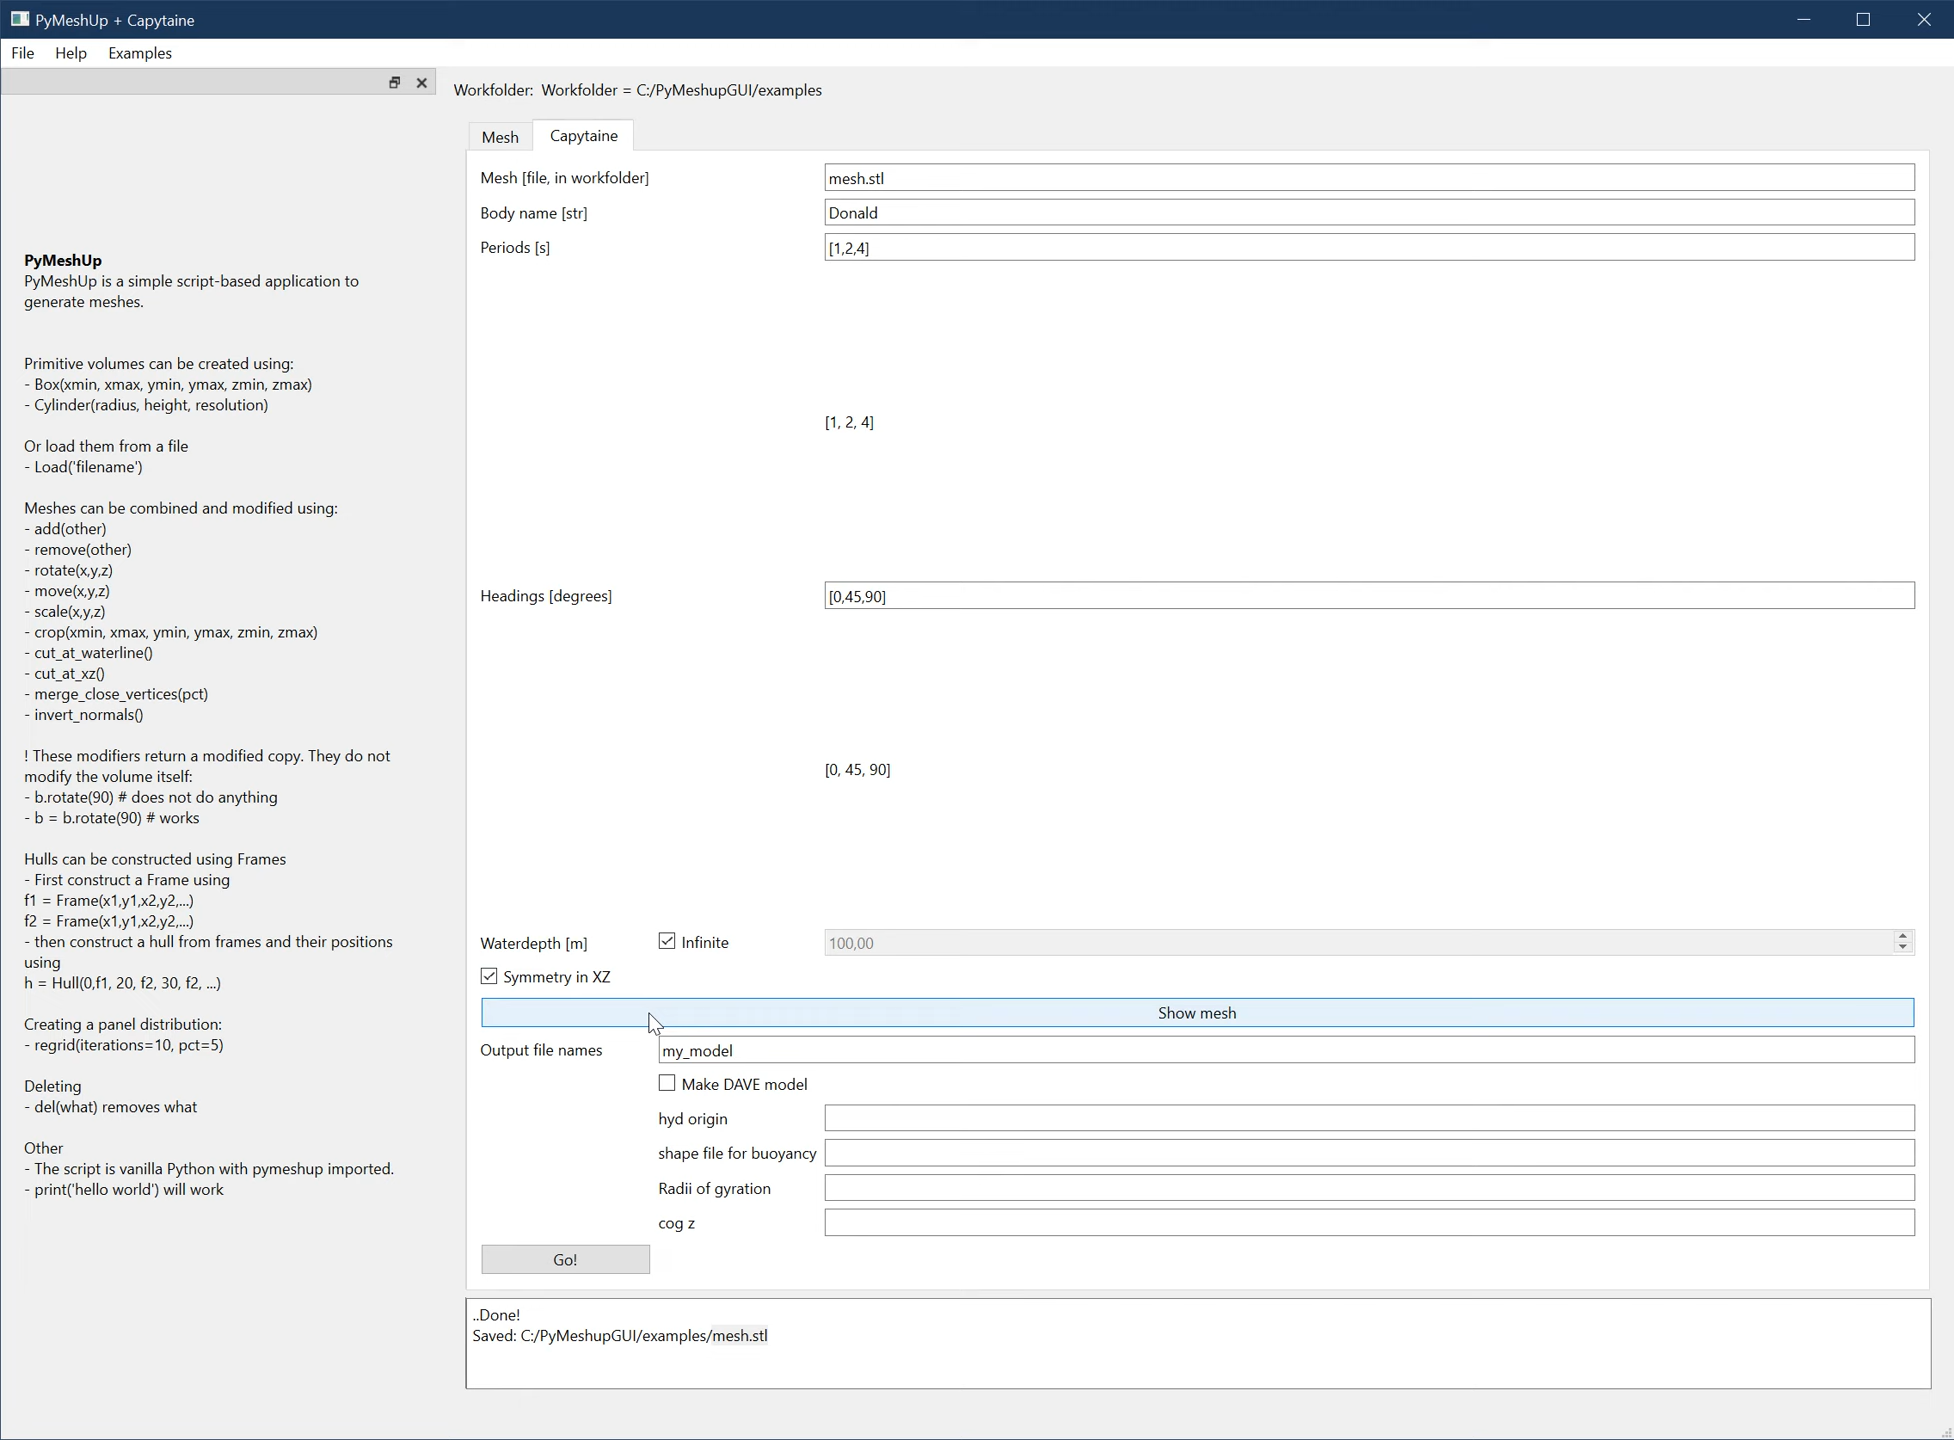 PyMeshUp + Capytaine
File Help Examples
Workfolder: Workfolder = C:/PyMeshupGUI/examples
PyMeshUp
PyMeshUp is a simple script-based application to
generate meshes.
Primitive volumes can be created using:
- Box(xmin, xmax, ymin, ymax, zmin, zmax)
- Cylinder(radius, height, resolution)
Or load them from a file
- Load('filename')
Meshes can be combined and modified using:
- add(other)
- remove(other)
- rotate(x,y,z)
- move(x,y,z)
- scale(x,y,z)
- crop(xmin, xmax, ymin, ymax, zmin, zmax)
- cut_at_waterline()
- cut_at_xz()
- merge_close_vertices(pct)
- invert_normals()
! These modifiers return a modified copy. They do not
modify the volume itself:
- b.rotate(90) # does not do anything
- b = b.rotate(90) # works
Hulls can be constructed using Frames
- First construct a Frame using
f1 = Frame(x1,y1,x2,y2,...)
f2 = Frame(x1,y1,x2,y2,...)
- then construct a hull from frames and their positions
using
h = Hull(0,f1, 20, f2, 30, f2, ...)
Creating a panel distribution:
- regrid(iterations=10, pct=5)
Deleting
- del(what) removes what
Other
- The script is vanilla Python with pymeshup imported.
- print('hello world') will work
Mesh Capytaine
Mesh [file, in workfolder] mesh.stl
Body name [str] Donald
Periods [s] [1,2,4]
[1, 2, 4]
Headings [degrees] [0,45,90]
[0, 45, 90]
Waterdepth [m] Infinite 100,00
Symmetry in XZ
Show mesh
Output file names my_model
Make DAVE model
hyd origin
shape file for buoyancy
Radii of gyration
cog z
Go!
..Done!
Saved: C:/PyMeshupGUI/examples/mesh.stl